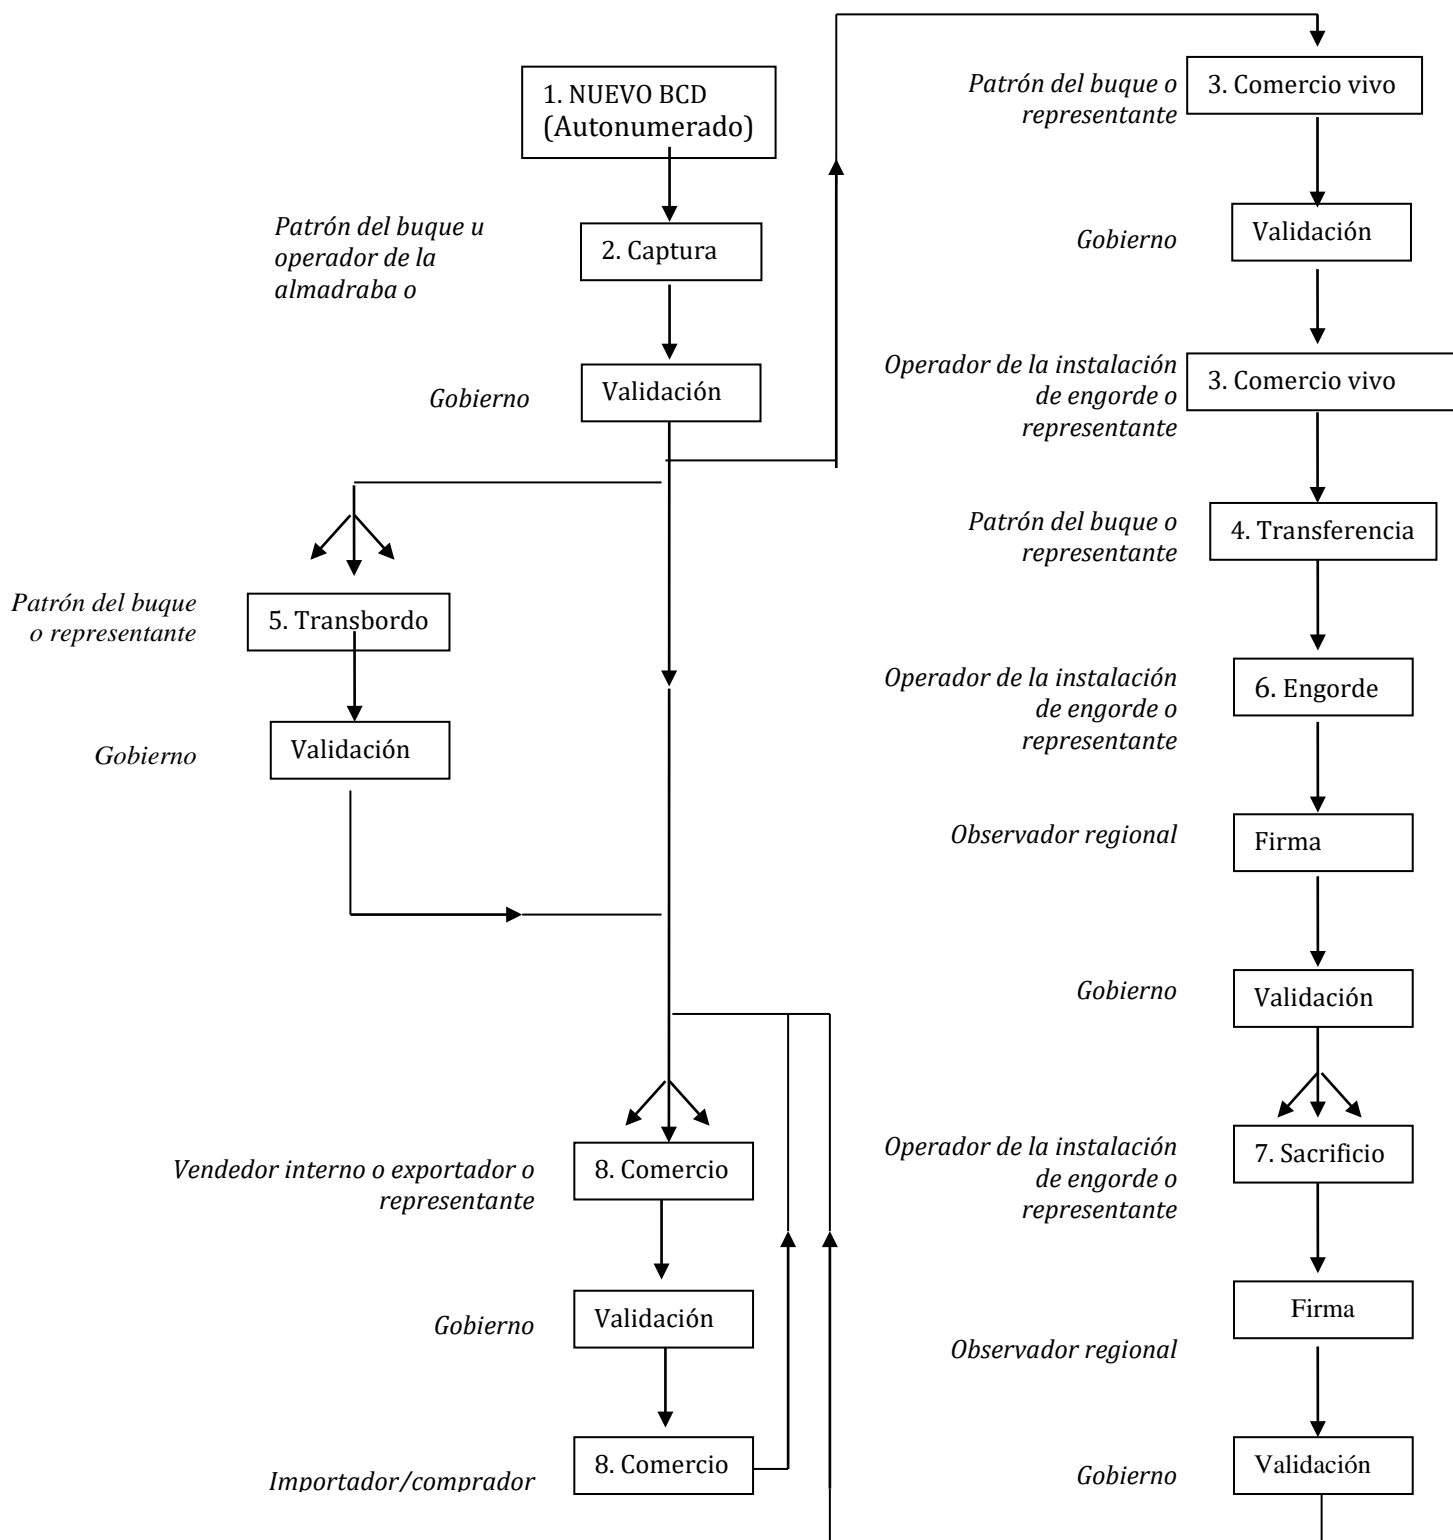 1. NUEVO BCD
(Autonumerado)
Patrón del buque u
operador de la
almadraba o
2. Captura
Gobierno
Validación
Patrón del buque
o representante
5. Transbordo
Gobierno
Validación
Vendedor interno o exportador o
representante
8. Comercio
Gobierno
Validación
Importador/comprador
8. Comercio
Patrón del buque o
representante
3. Comercio vivo
Gobierno
Validación
Operador de la instalación
de engorde o
representante
3. Comercio vivo
Patrón del buque o
representante
4. Transferencia
Operador de la instalación
de engorde o
representante
6. Engorde
Observador regional
Firma
Gobierno
Validación
Operador de la instalación
de engorde o
representante
7. Sacrificio
Observador regional
Firma
Gobierno
Validación